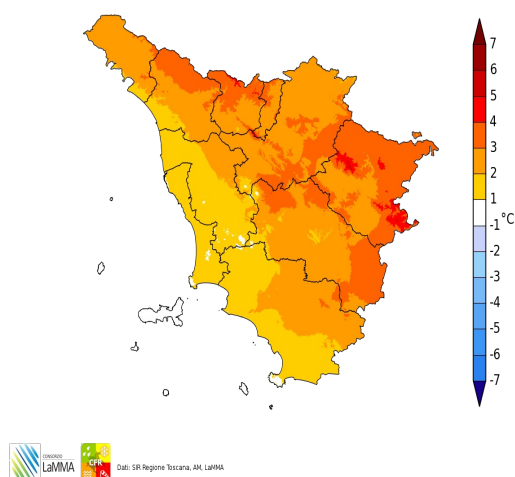 7
6
5
4
3
2
1
-1
°C
-2
-3
-4
-5
-6
-7
CONSORZIO
LaMMA
CFR
Dati: SIR Regione Toscana, AM, LaMMA